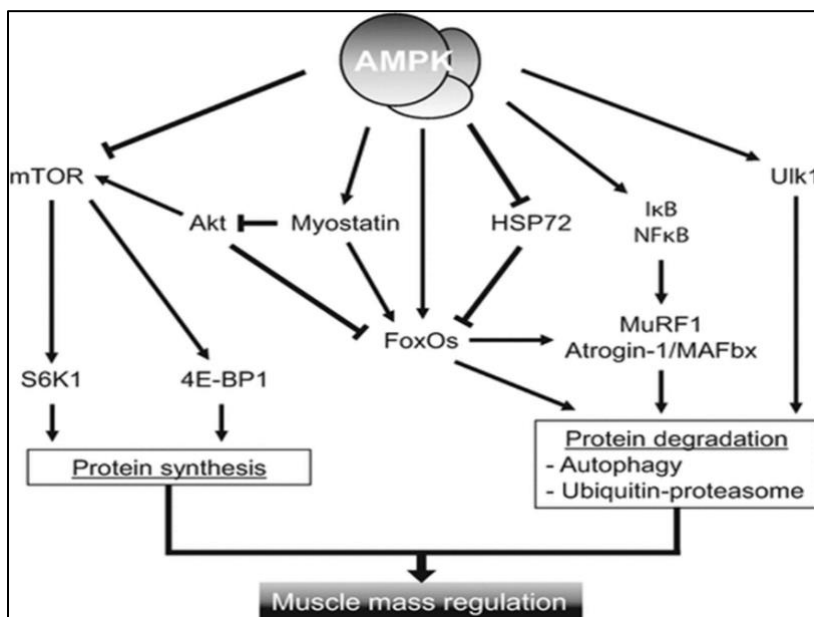 AMPK
mTOR
Ulk1
Akt
Myostatin
HSP72
IκB
NFκB
FoxOs
MuRF1
Atrogin-1/MAFbx
S6K1
4E-BP1
Protein synthesis
Protein degradation
- Autophagy
- Ubiquitin-proteasome
Muscle mass regulation